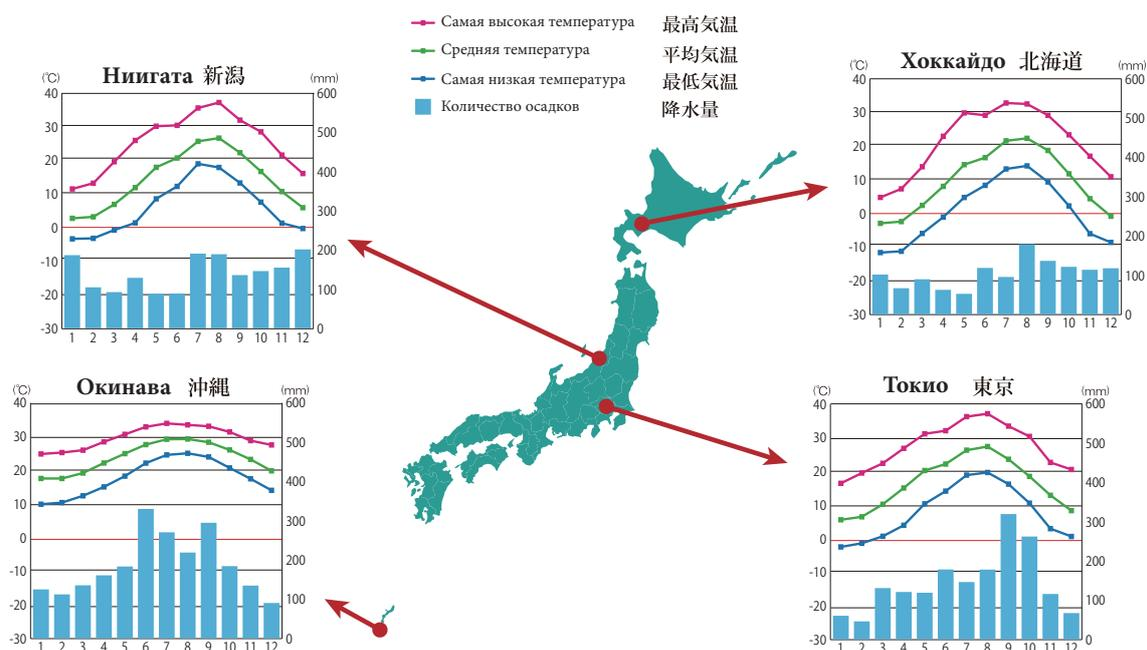 Самая высокая температура 最高気温
Средняя температура 平均気温
Самая низкая температура 最低気温
Количество осадков 降水量
(℃) Ниигата 新潟 (mm)
40 600
30 500
20 400
10 300
0
-10 200
-20 100
-30 0
1 2 3 4 5 6 7 8 9 10 11 12
(℃) Хоккайдо 北海道 (mm)
40 600
30 500
20 400
10 300
0
-10 200
-20 100
-30 0
1 2 3 4 5 6 7 8 9 10 11 12
(℃) Окинава 沖縄 (mm)
40 600
30 500
20 400
10 300
0
-10 200
-20 100
-30 0
1 2 3 4 5 6 7 8 9 10 11 12
(℃) Токио 東京 (mm)
40 600
30 500
20 400
10 300
0
-10 200
-20 100
-30 0
1 2 3 4 5 6 7 8 9 10 11 12